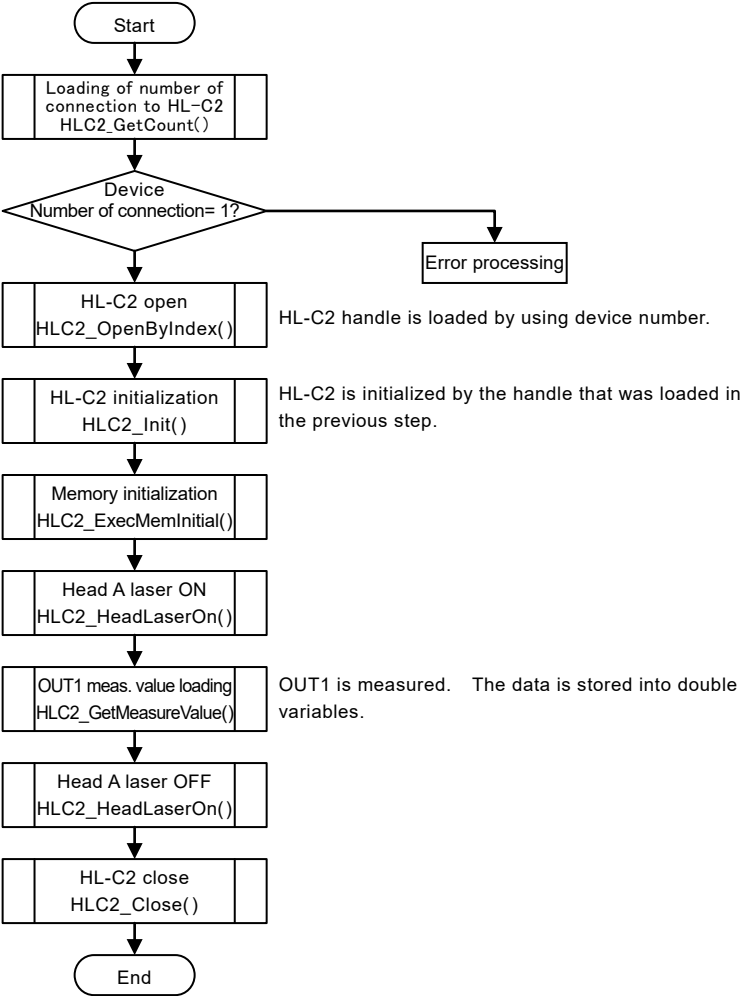 Start
Loading of number of
connection to HL-C2
HLC2_GetCount()
Device
Number of connection= 1?
Error processing
HL-C2 open
HLC2_OpenByIndex()
HL-C2 handle is loaded by using device number.
HL-C2 initialization
HLC2_Init()
HL-C2 is initialized by the handle that was loaded in
the previous step.
Memory initialization
HLC2_ExecMemInitial()
Head A laser ON
HLC2_HeadLaserOn()
OUT1 meas. value loading
HLC2_GetMeasureValue()
OUT1 is measured. The data is stored into double
variables.
Head A laser OFF
HLC2_HeadLaserOn()
HL-C2 close
HLC2_Close()
End